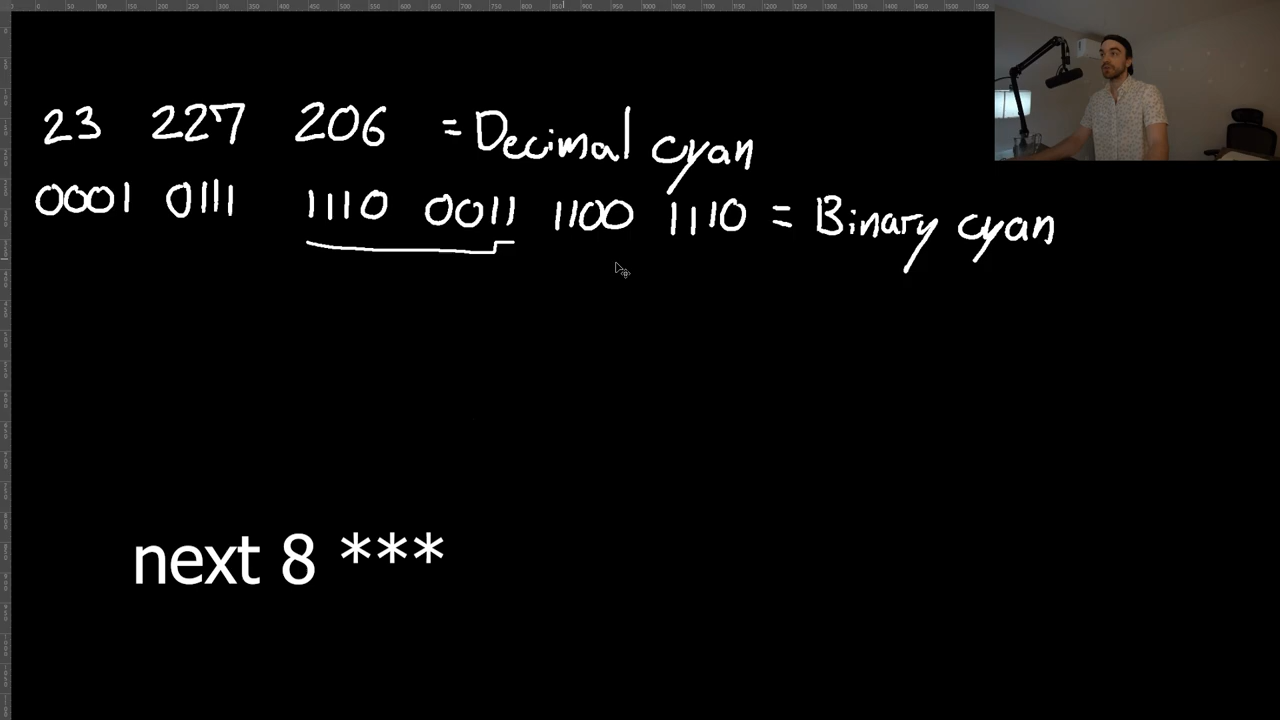 23 227 206 = Decimal cyan
0001 0111 1110 0011 1100 1110 = Binary cyan
next 8 ***